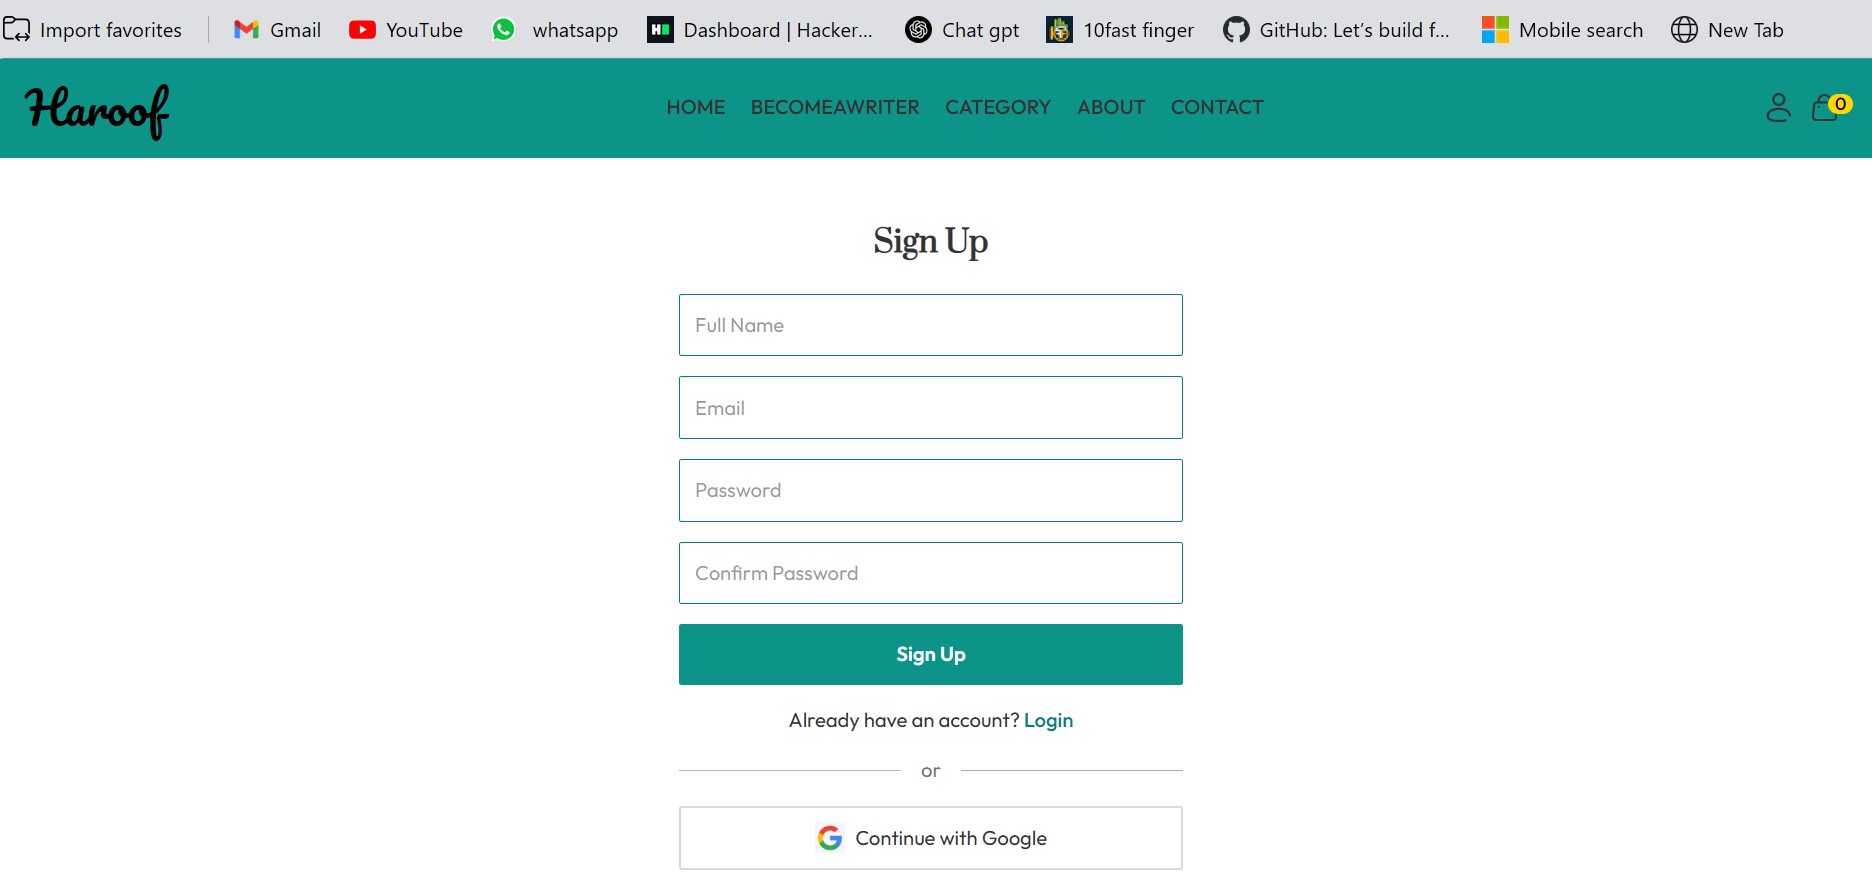 Import favorites Gmail YouTube whatsapp Dashboard | Hacker... Chat gpt 10fast finger GitHub: Let's build f... Mobile search New Tab
Haroof HOME BECOMEAWRITER CATEGORY ABOUT CONTACT 0
Sign Up
Full Name
Email
Password
Confirm Password
Sign Up
Already have an account? Login
or
Continue with Google